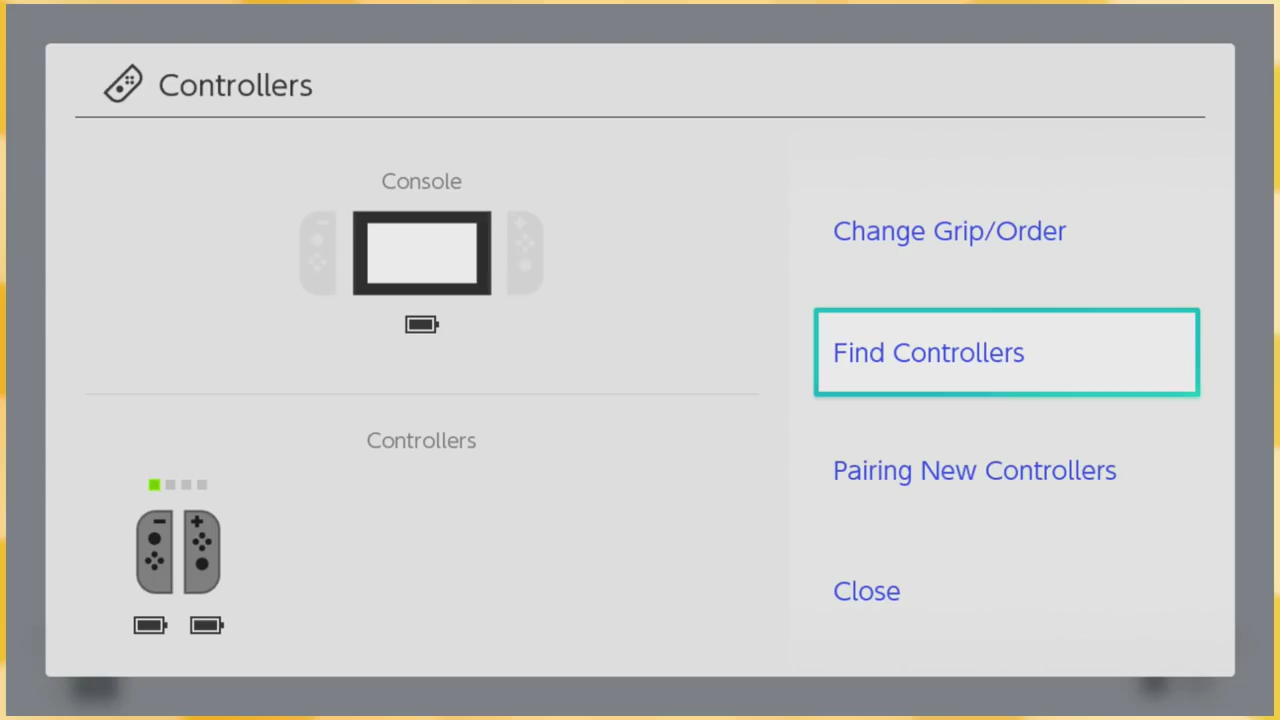 Controllers
Console
Controllers
Change Grip/Order
Find Controllers
Pairing New Controllers
Close